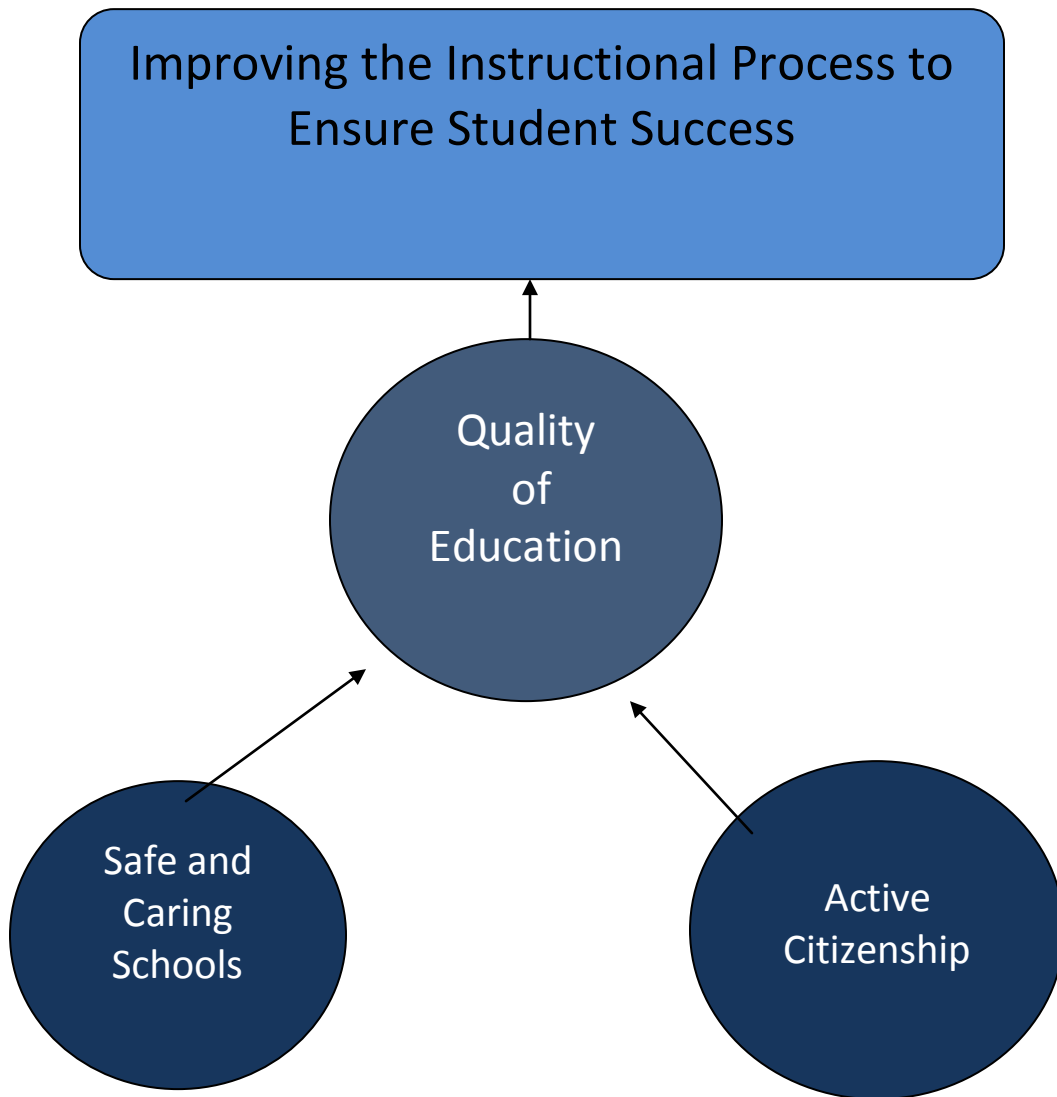 Improving the Instructional Process to
Ensure Student Success
Quality
of
Education
Safe and
Caring
Schools
Active
Citizenship